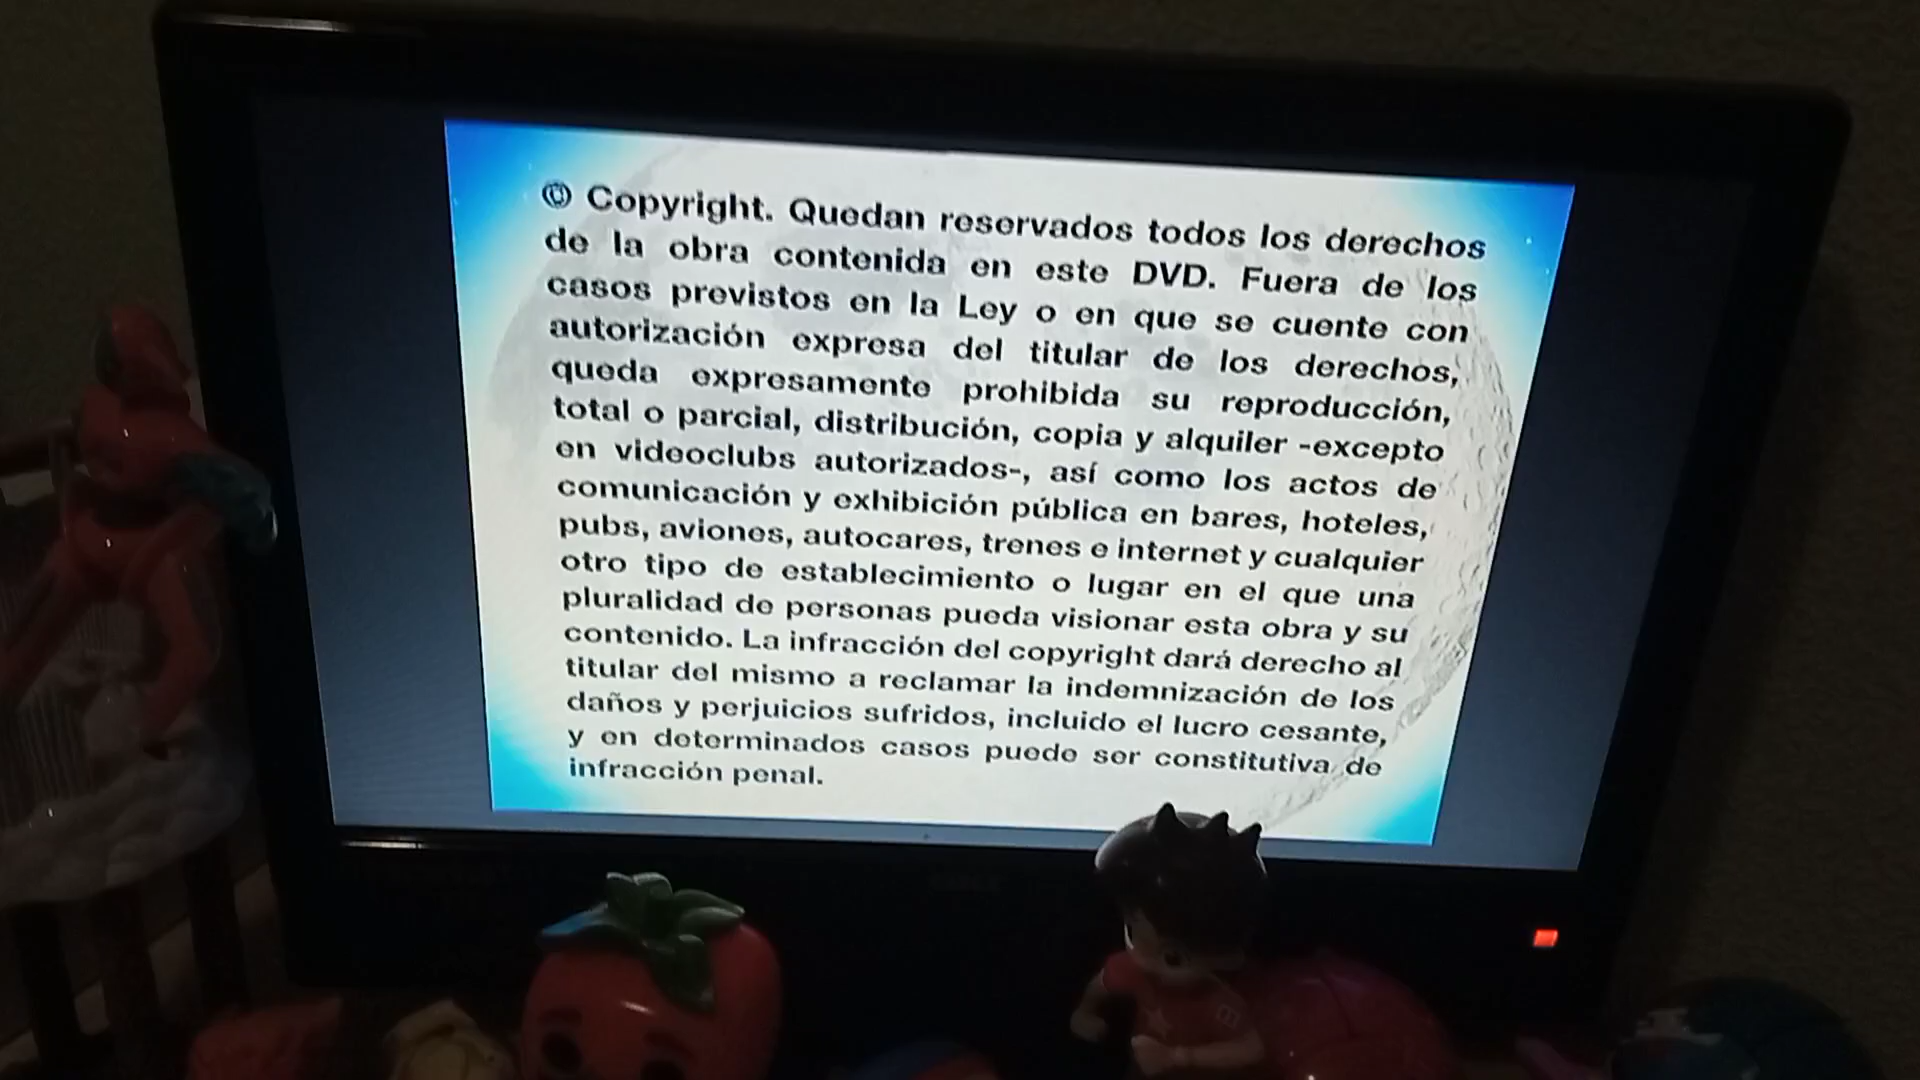 © Copyright. Quedan reservados todos los derechos
de la obra contenida en este DVD. Fuera de los
casos previstos en la Ley o en que se cuente con
autorización expresa del titular de los derechos,
queda expresamente prohibida su reproducción,
total o parcial, distribución, copia y alquiler -excepto
en videoclubs autorizados-, así como los actos de
comunicación y exhibición pública en bares, hoteles,
pubs, aviones, autocares, trenes e internet y cualquier
otro tipo de establecimiento o lugar en el que una
pluralidad de personas pueda visionar esta obra y su
contenido. La infracción del copyright dará derecho al
titular del mismo a reclamar la indemnización de los
daños y perjuicios sufridos, incluido el lucro cesante,
y en determinados casos puede ser constitutiva de
infracción penal.